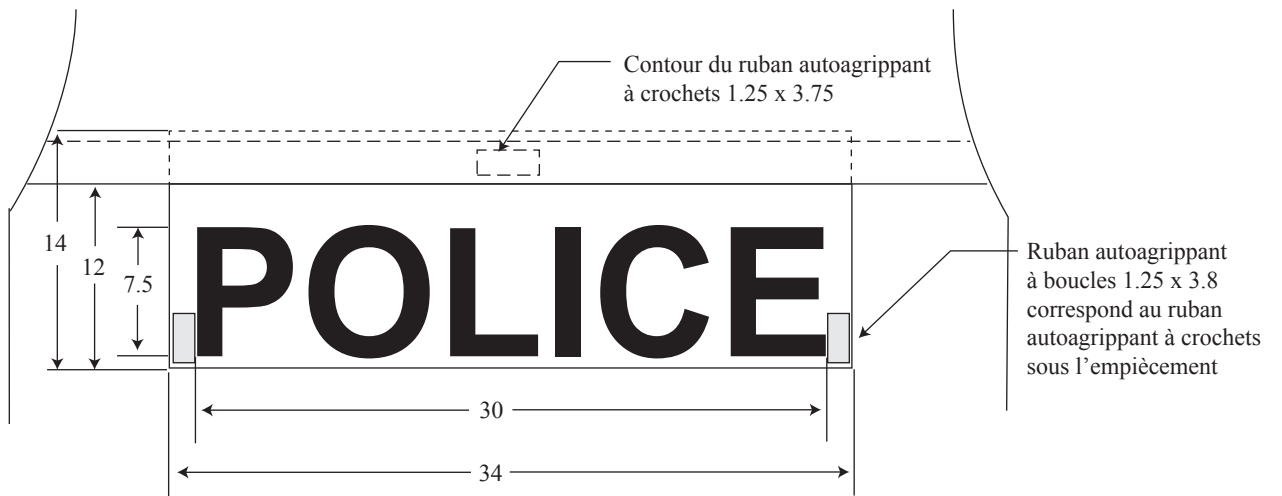 Contour du ruban autoagrippant
à crochets 1.25 x 3.75
14
12
7.5
POLICE
Ruban autoagrippant
à boucles 1.25 x 3.8
correspond au ruban
autoagrippant à crochets
sous l’empiècement
30
34